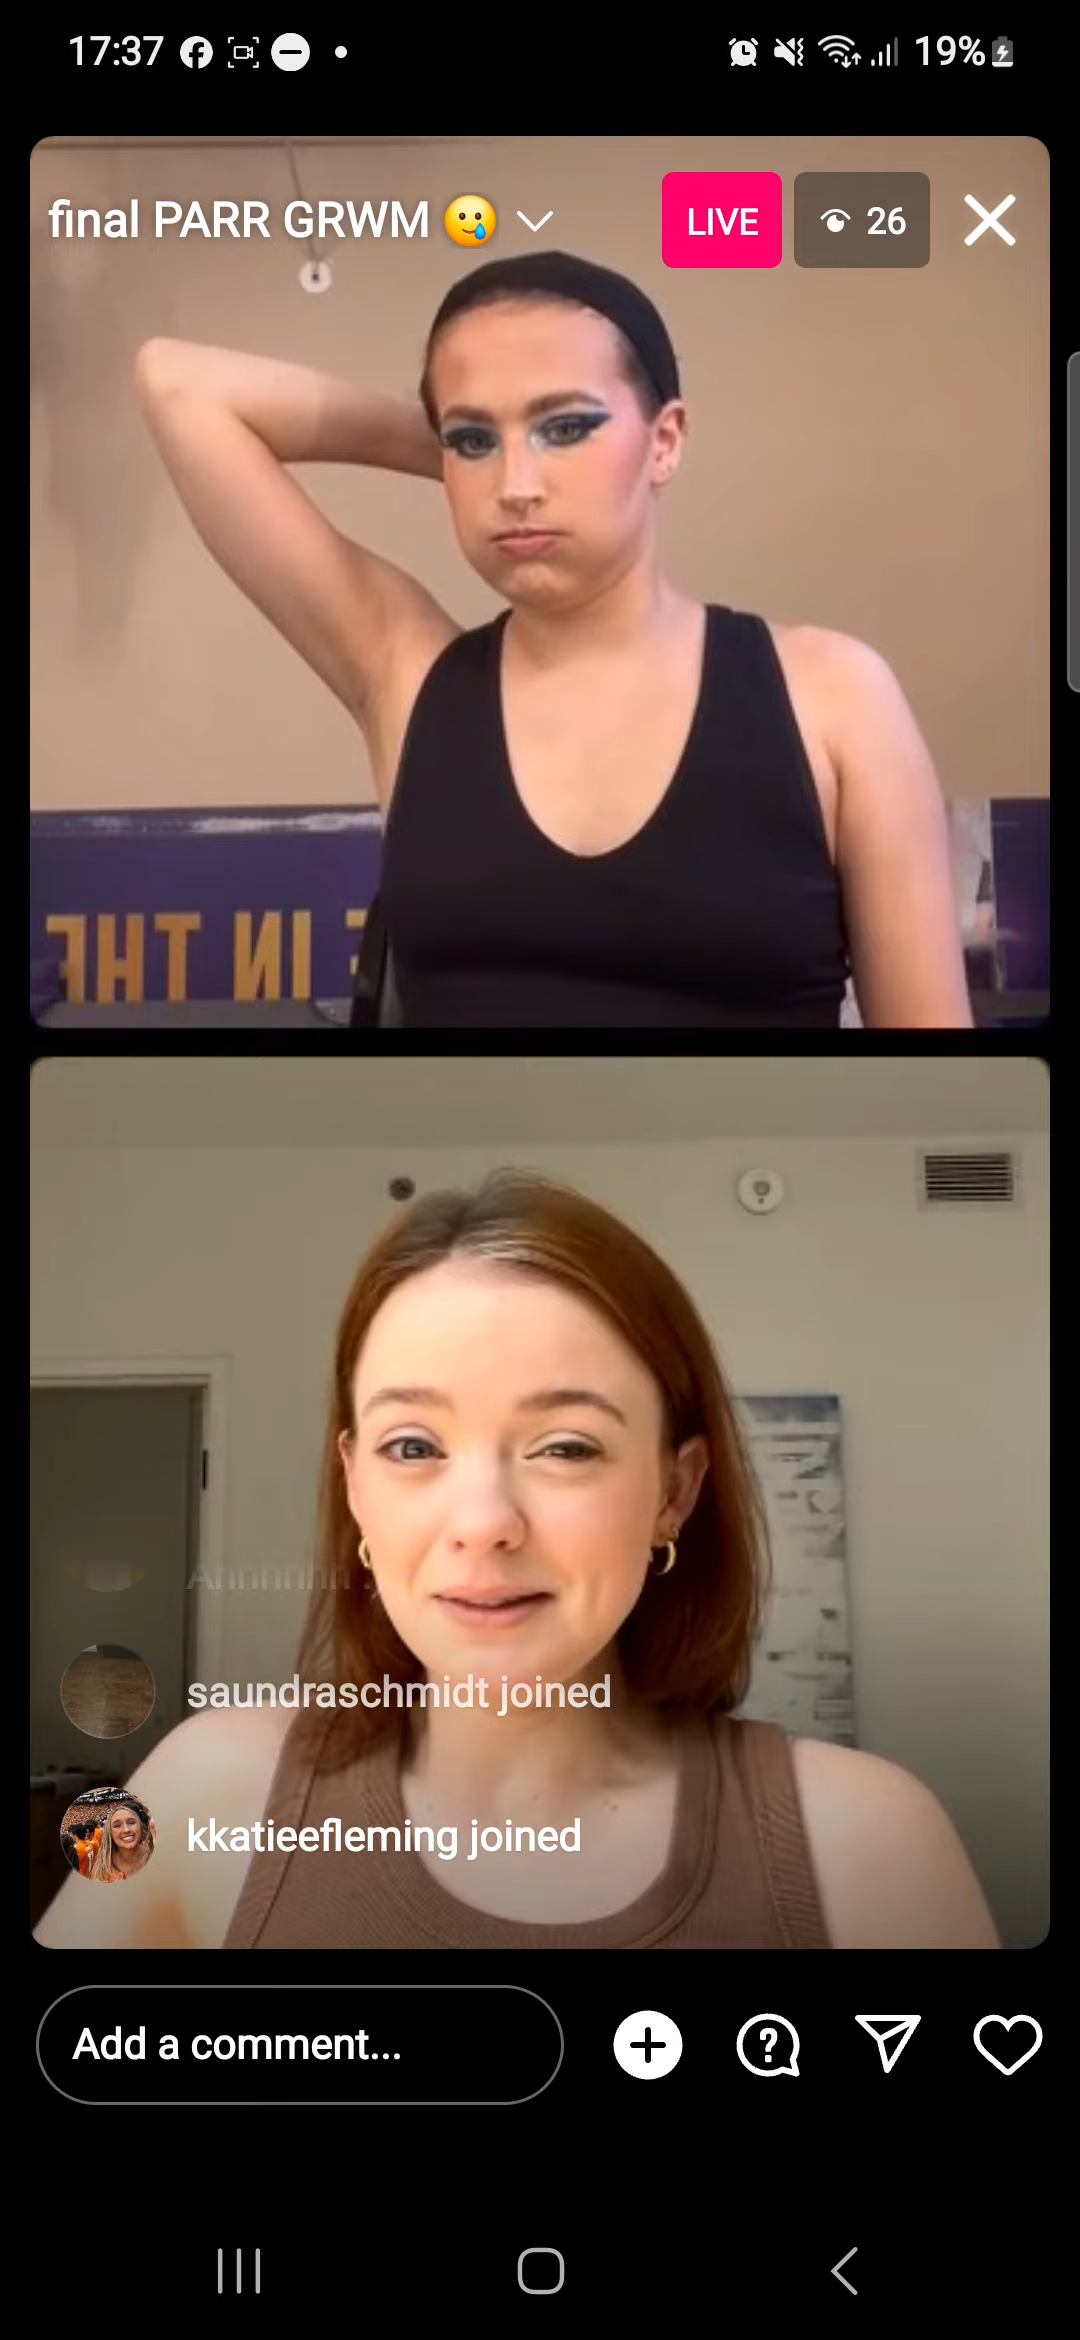 17:37
19%
final PARR GRWM 🥲
LIVE
26
E IN THE
saundraschmidt joined
kkatieefleming joined
Add a comment...